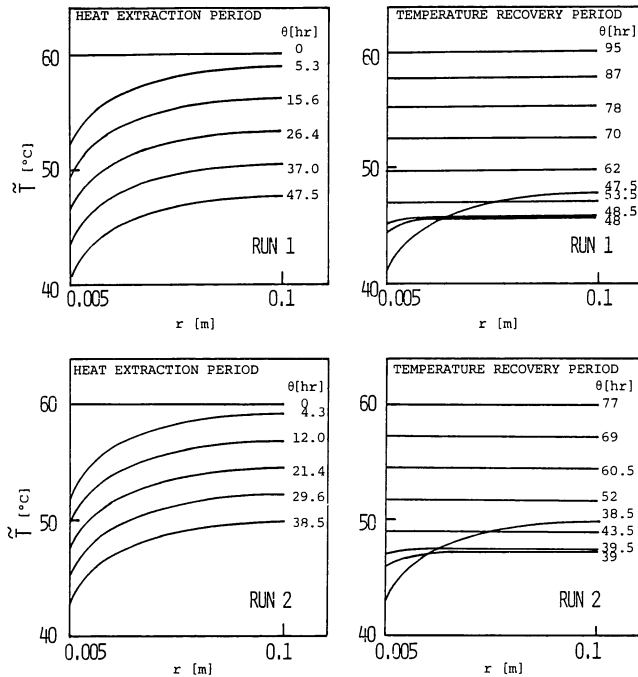 HEAT EXTRACTION PERIOD
θ[hr]
0
5.3
15.6
26.4
37.0
47.5
60
50
40
T̃ [°C]
RUN 1
0.005
0.1
r [m]
TEMPERATURE RECOVERY PERIOD
θ[hr]
95
87
78
70
62
47.5
53.5
48.5
48
60
50
40
RUN 1
0.005
0.1
r [m]
HEAT EXTRACTION PERIOD
θ[hr]
0
4.3
12.0
21.4
29.6
38.5
60
50
40
T̃ [°C]
RUN 2
0.005
0.1
r [m]
TEMPERATURE RECOVERY PERIOD
θ[hr]
77
69
60.5
52
38.5
43.5
39.5
39
60
50
40
RUN 2
0.005
0.1
r [m]